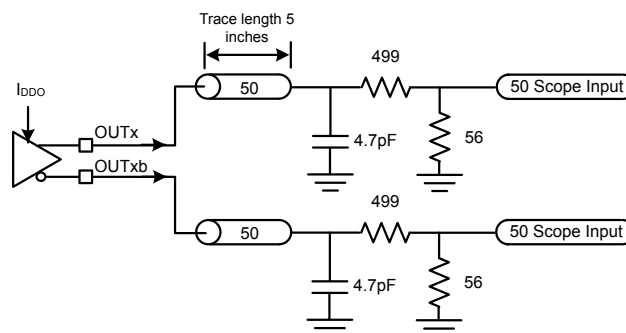 Trace length 5
inches
50
499
50 Scope Input
IDDO
OUTx
4.7pF
56
OUTxb
499
50
50 Scope Input
4.7pF
56